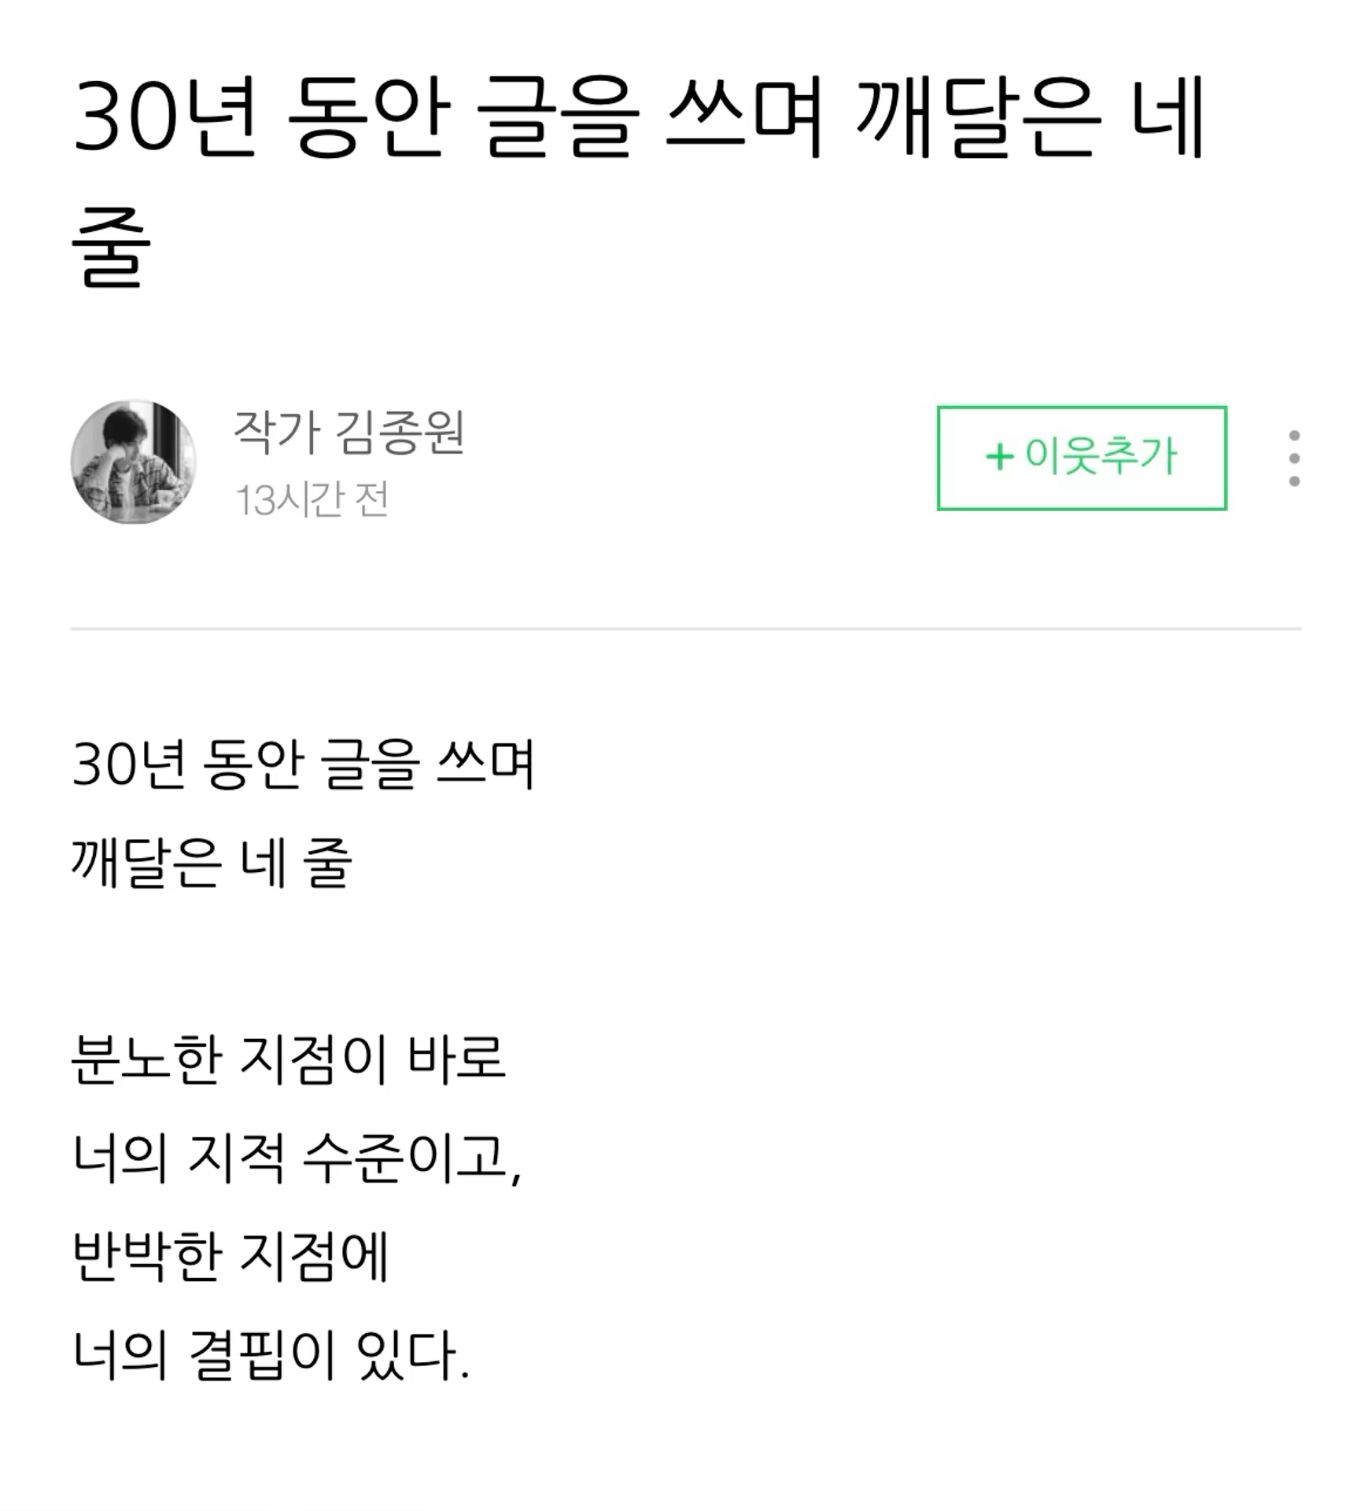 30년 동안 글을 쓰며 깨달은 네
줄
작가 김종원
13시간 전
+ 이웃추가
30년 동안 글을 쓰며
깨달은 네 줄
분노한 지점이 바로
너의 지적 수준이고,
반박한 지점에
너의 결핍이 있다.